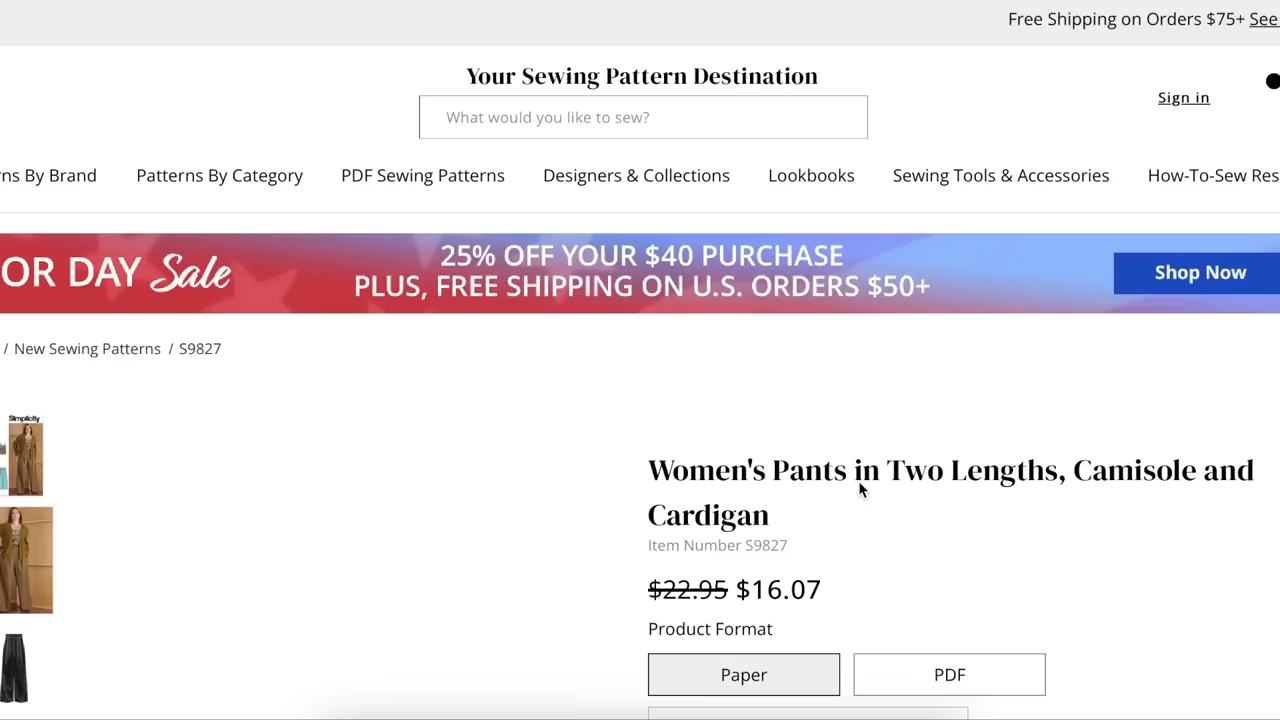 Free Shipping on Orders $75+ See
Your Sewing Pattern Destination
What would you like to sew?
Sign in
rns By Brand
Patterns By Category
PDF Sewing Patterns
Designers & Collections
Lookbooks
Sewing Tools & Accessories
How-To-Sew Res
OR DAY Sale
25% OFF YOUR $40 PURCHASE
PLUS, FREE SHIPPING ON U.S. ORDERS $50+
Shop Now
/ New Sewing Patterns / S9827
Simplicity
Women's Pants in Two Lengths, Camisole and
Cardigan
Item Number S9827
$22.95 $16.07
Product Format
Paper
PDF